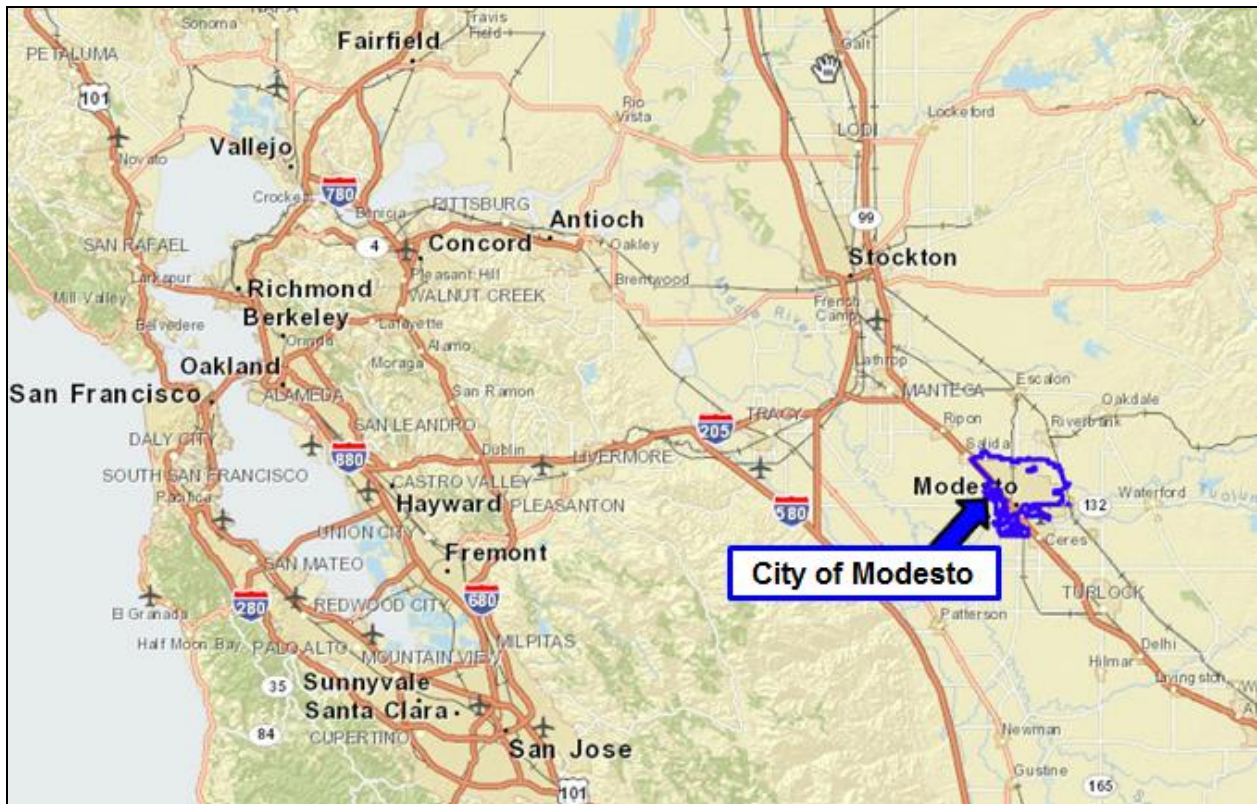 NAPA
Sonoma
Travis
Field
PETALUMA
Fairfield
Galt
101
Rio
Vista
Lockeford
LODI
Novato
Vallejo
Crocket
780
Benicia
PITTSBURG
Antioch
99
SAN RAFAEL
4
Concord
Oakley
Stockton
Larkspur
Pleasant Hill
Brentwood
Mill Valley
Richmond
WALNUT CREEK
Middle River
French
Camp
Belvedere
Berkeley
Lafayette
Orinda
Alamo
Moraga
Lathrop
Oakland
San Ramon
MANTECA
Escalon
San Francisco
ALAMEDA
Oakdale
DALY CITY
SAN LEANDRO
205
TRACY
Ripon
Riverbank
880
Dublin
LIVERMORE
Salida
SOUTH SAN FRANCISCO
CASTRO VALLEY
Pacifica
Hayward
PLEASANTON
580
Modesto
132
Waterford
UNION CITY
Ceres
Fremont
SAN MATEO
City of Modesto
280
REDWOOD CITY
680
TURLOCK
El Granada
Patterson
Half Moon Bay
PALO ALTO
MILPITAS
Delhi
MOUNTAIN VIEW
Hilmar
35
Sunnyvale
Livingston
Santa Clara
84
CUPERTINO
San Jose
Newman
Gustine
101
165